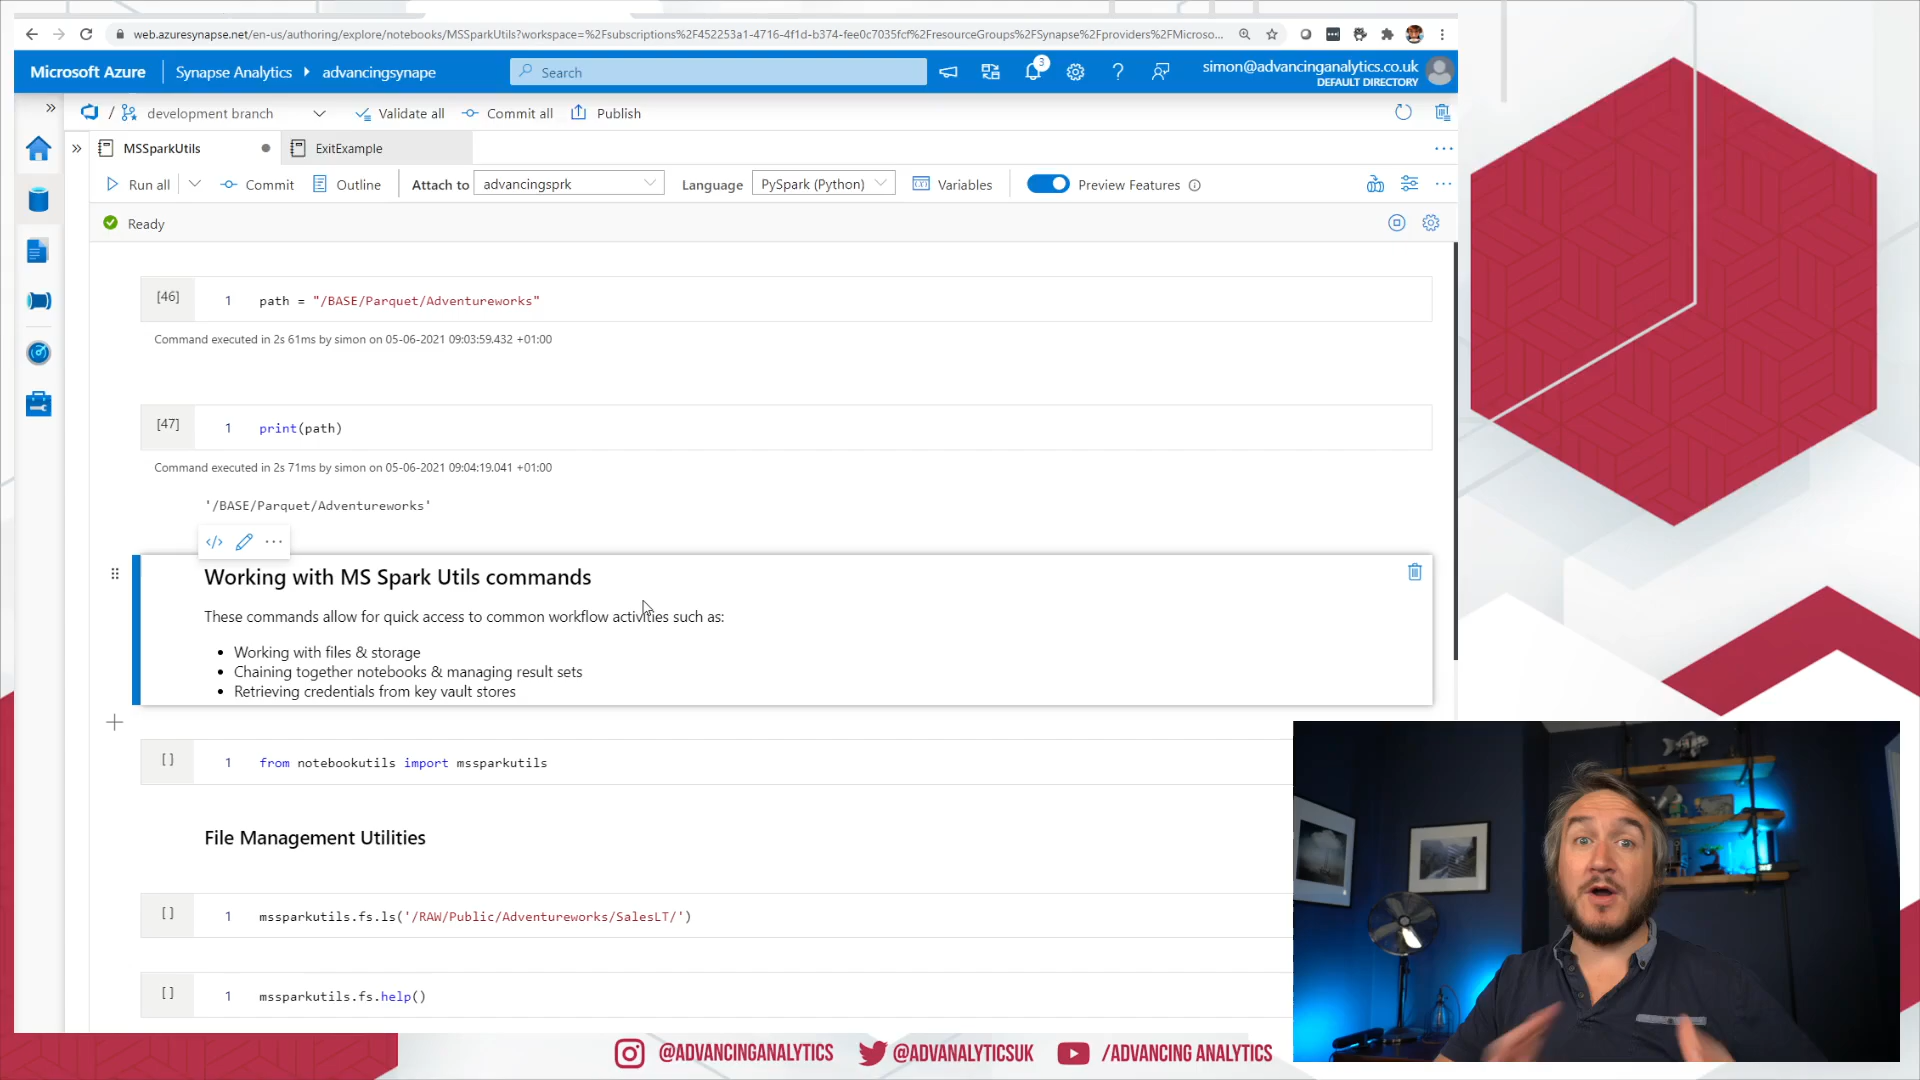 web.azuresynapse.net/en-us/authoring/explore/notebooks/MSSparkUtils?workspace=%2Fsubscriptions%2F452253a1-4716-4f1d-b374-fee0c7035fcf%2FresourceGroups%2FSynapse%2Fproviders%2FMicroso...
Microsoft Azure
Synapse Analytics
advancingsynape
Search
3
?
simon@advancinganalytics.co.uk
DEFAULT DIRECTORY
/
development branch
Validate all
Commit all
Publish
MSSparkUtils
ExitExample
Run all
Commit
Outline
Attach to
advancingsprk
Language
PySpark (Python)
Variables
Preview Features
Ready
[46]
1 path = "/BASE/Parquet/Adventureworks"
Command executed in 2s 61ms by simon on 05-06-2021 09:03:59.432 +01:00
[47]
1 print(path)
Command executed in 2s 71ms by simon on 05-06-2021 09:04:19.041 +01:00
'/BASE/Parquet/Adventureworks'
Working with MS Spark Utils commands
These commands allow for quick access to common workflow activities such as:
• Working with files & storage
• Chaining together notebooks & managing result sets
• Retrieving credentials from key vault stores
[ ]
1 from notebookutils import mssparkutils
File Management Utilities
[ ]
1 mssparkutils.fs.ls('/RAW/Public/Adventureworks/SalesLT/')
[ ]
1 mssparkutils.fs.help()
@ADVANCINGANALYTICS
@ADVANALYTICSUK
/ADVANCING ANALYTICS